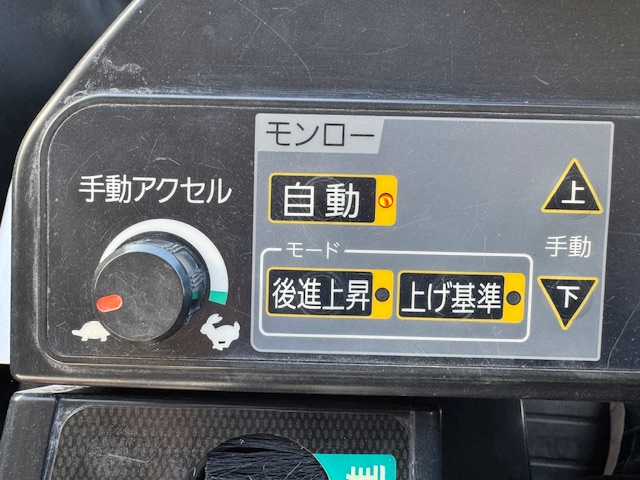 モンロー
手動アクセル
自動
上
モード
手動
後進上昇
上げ基準
下